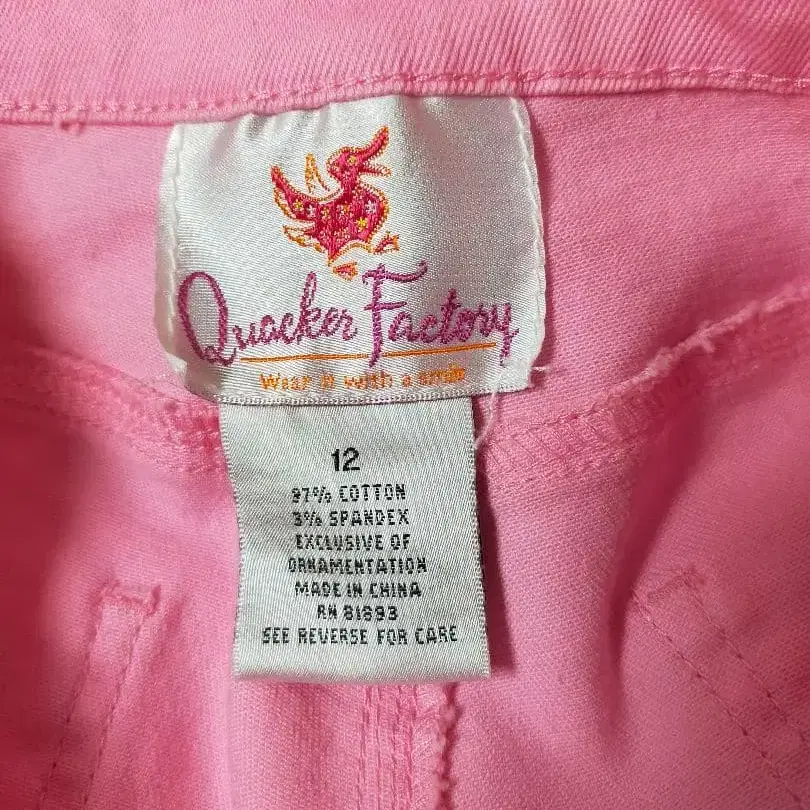 Quacker Factory
Wear it with a smile
12
97% COTTON
3% SPANDEX
EXCLUSIVE OF
ORNAMENTATION
MADE IN CHINA
RN 81893
SEE REVERSE FOR CARE